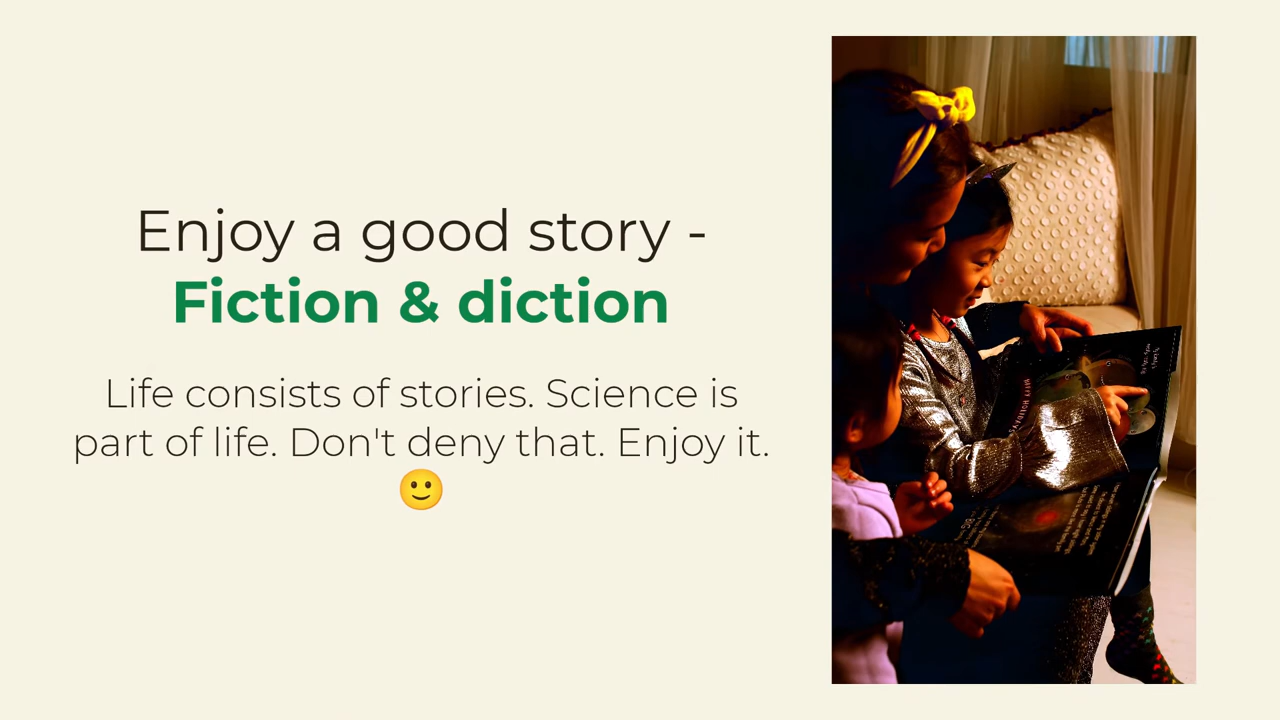 Enjoy a good story -
Fiction & diction
Life consists of stories. Science is
part of life. Don't deny that. Enjoy it.
🙂